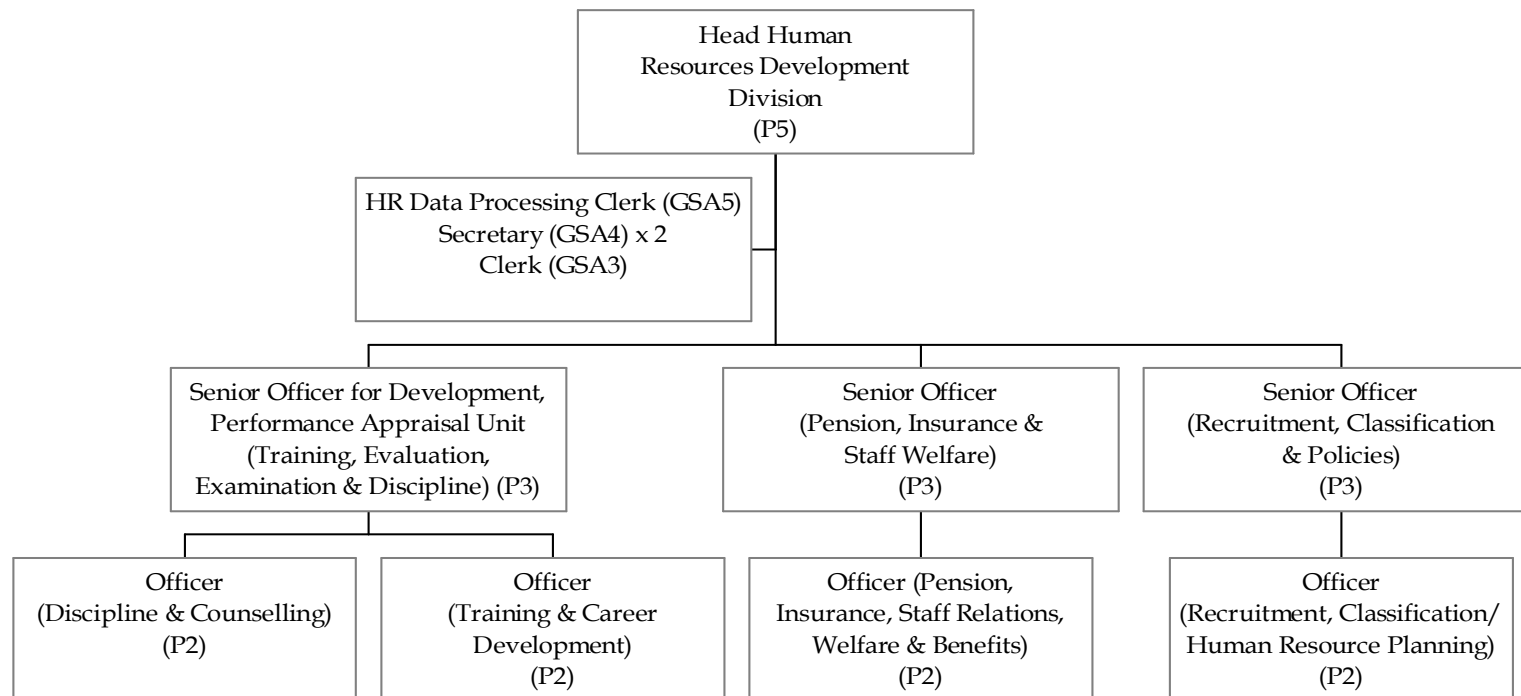 Head Human
Resources Development
Division
(P5)
HR Data Processing Clerk (GSA5)
Secretary (GSA4) x 2
Clerk (GSA3)
Senior Officer for Development,
Performance Appraisal Unit
(Training, Evaluation,
Examination & Discipline) (P3)
Senior Officer
(Pension, Insurance &
Staff Welfare)
(P3)
Senior Officer
(Recruitment, Classification
& Policies)
(P3)
Officer
(Discipline & Counselling)
(P2)
Officer
(Training & Career
Development)
(P2)
Officer (Pension,
Insurance, Staff Relations,
Welfare & Benefits)
(P2)
Officer
(Recruitment, Classification/
Human Resource Planning)
(P2)